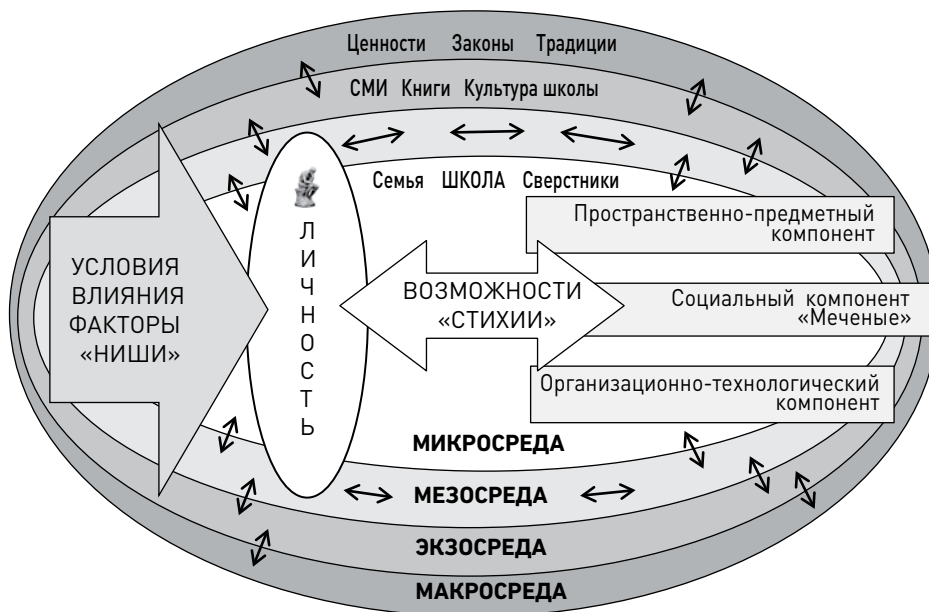 Ценности Законы Традиции
СМИ Книги Культура школы
Семья ШКОЛА Сверстники
УСЛОВИЯ
ВЛИЯНИЯ
ФАКТОРЫ
«НИШИ»
Л
И
Ч
Н
О
С
Т
Ь
ВОЗМОЖНОСТИ
«СТИХИИ»
Пространственно-предметный
компонент
Социальный компонент
«Меченые»
Организационно-технологический
компонент
МИКРОСРЕДА
МЕЗОСРЕДА
ЭКЗОСРЕДА
МАКРОСРЕДА